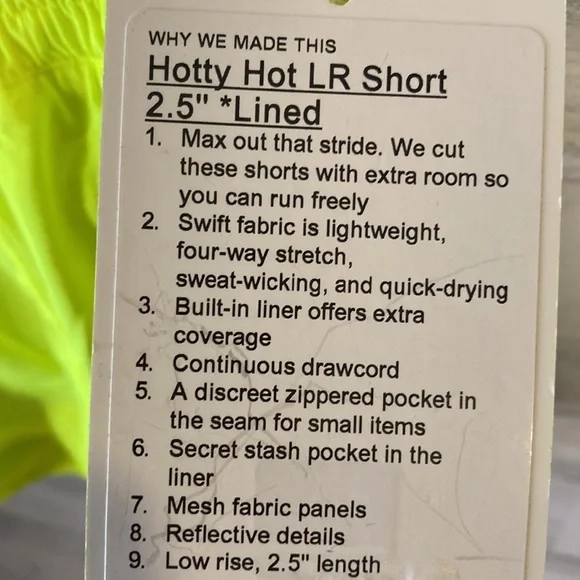 WHY WE MADE THIS
Hotty Hot LR Short
2.5" *Lined
1. Max out that stride. We cut
these shorts with extra room so
you can run freely
2. Swift fabric is lightweight,
four-way stretch,
sweat-wicking, and quick-drying
3. Built-in liner offers extra
coverage
4. Continuous drawcord
5. A discreet zippered pocket in
the seam for small items
6. Secret stash pocket in the
liner
7. Mesh fabric panels
8. Reflective details
9. Low rise, 2.5" length